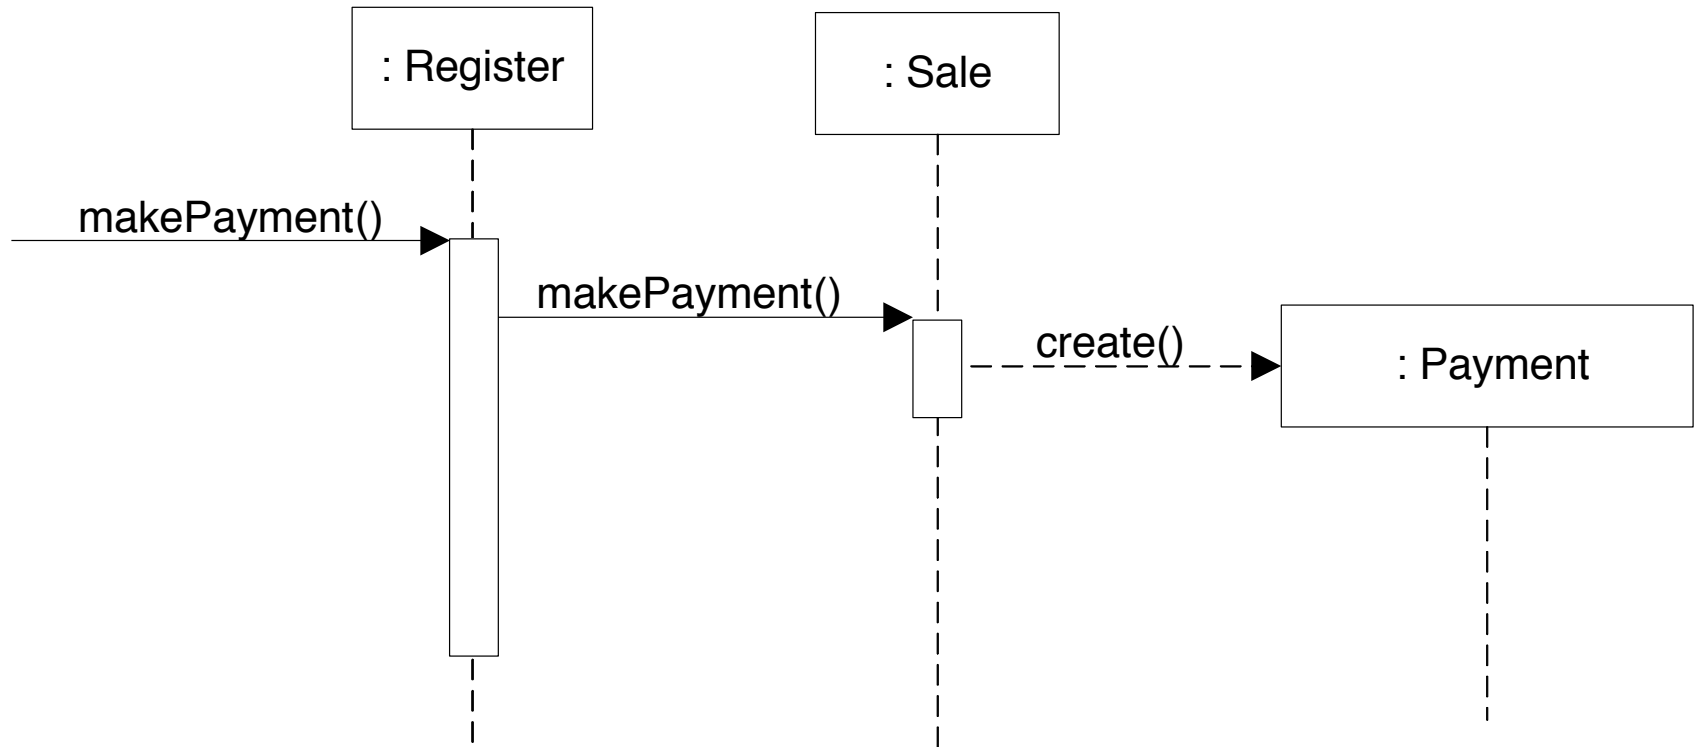 : Register
: Sale
makePayment()
makePayment()
create()
: Payment